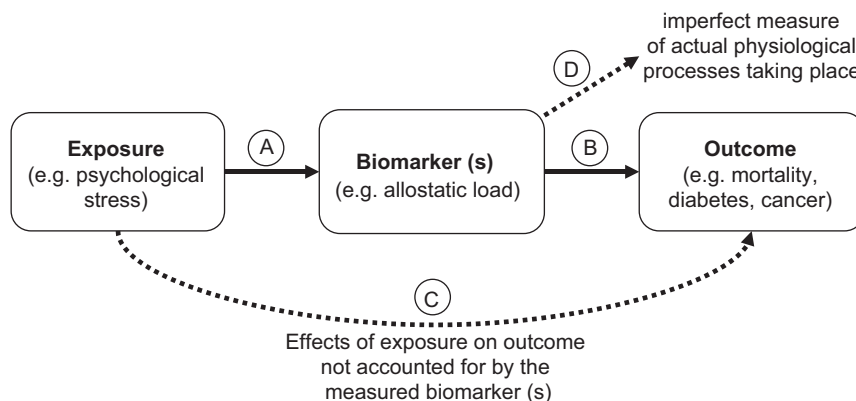 imperfect measure
of actual physiological
processes taking place
D
Exposure
(e.g. psychological
stress)
A
Biomarker (s)
(e.g. allostatic load)
B
Outcome
(e.g. mortality,
diabetes, cancer)
C
Effects of exposure on outcome
not accounted for by the
measured biomarker (s)